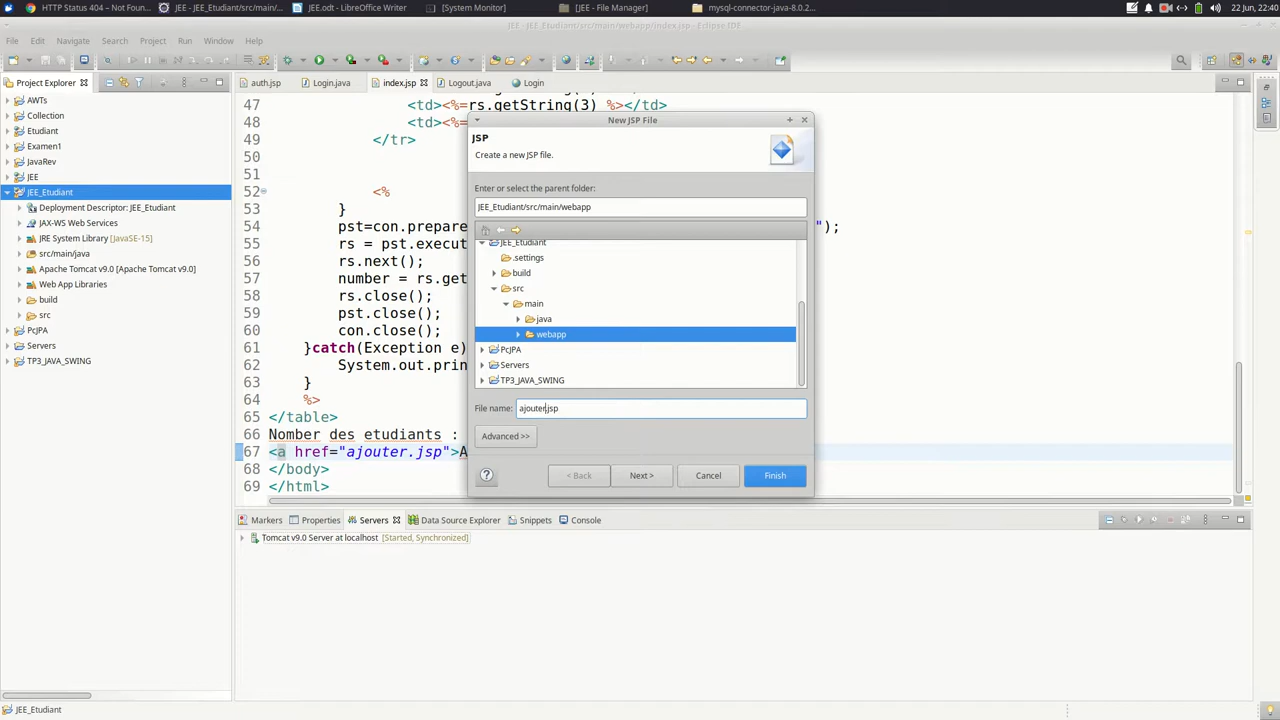 HTTP Status 404 – Not Foun...
JEE_Etudiant/src/main/...
JEE.odt - LibreOffice Writer
[System Monitor]
[JEE - File Manager]
mysql-connector-java-8.0.2...
22 Jun, 22:40
JEE - JEE_Etudiant/src/main/webapp/index.jsp - Eclipse IDE
File Edit Navigate Search Project Run Window Help
Project Explorer
auth.jsp
Login.java
index.jsp
Logout.java
Login
AWTs
Collection
Etudiant
Examen1
JavaRev
JEE
JEE_Etudiant
Deployment Descriptor: JEE_Etudiant
JAX-WS Web Services
JRE System Library [JavaSE-15]
src/main/java
Apache Tomcat v9.0 [Apache Tomcat v9.0]
Web App Libraries
build
src
PcJPA
Servers
TP3_JAVA_SWING
47 <td><%=rs.getString(3) %></td>
48 <td><%=
49 </tr>
50
51
52 <%
53 }
54 pst=con.prepare ");
55 rs = pst.execut
56 rs.next();
57 number = rs.get
58 rs.close();
59 pst.close();
60 con.close();
61 }catch(Exception e)
62 System.out.prin
63 }
64 %>
65 </table>
66 Nomber des etudiants :
67 <a href="ajouter.jsp">A
68 </body>
69 </html>
New JSP File
JSP
Create a new JSP file.
Enter or select the parent folder:
JEE_Etudiant/src/main/webapp
JEE_Etudiant
.settings
build
src
main
java
webapp
PcJPA
Servers
TP3_JAVA_SWING
File name: ajouter.jsp
Advanced >>
< Back
Next >
Cancel
Finish
Markers
Properties
Servers
Data Source Explorer
Snippets
Console
Tomcat v9.0 Server at localhost [Started, Synchronized]
JEE_Etudiant